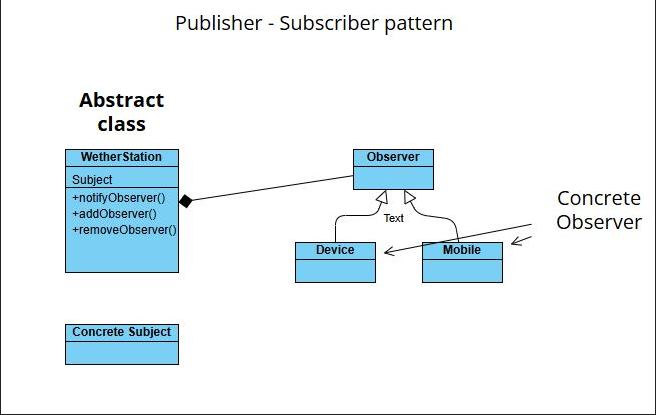 Publisher - Subscriber pattern
Abstract
class
WetherStation
Subject
+notifyObserver()
+addObserver()
+removeObserver()
Observer
Text
Device
Mobile
Concrete
Observer
Concrete Subject